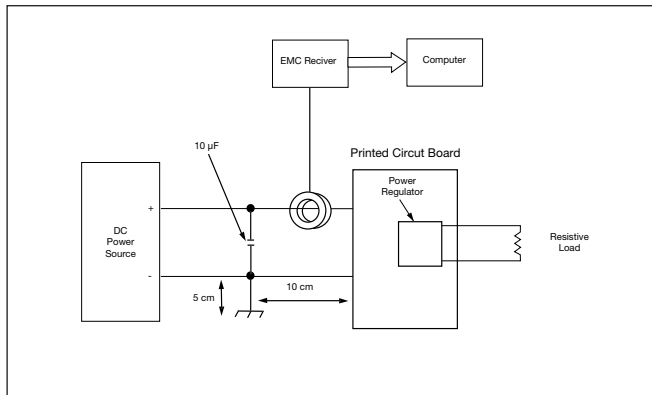 EMC Reciver
Computer
10 µF
Printed Circut Board
Power
Regulator
+
DC
Power
Source
Resistive
Load
-
5 cm
10 cm